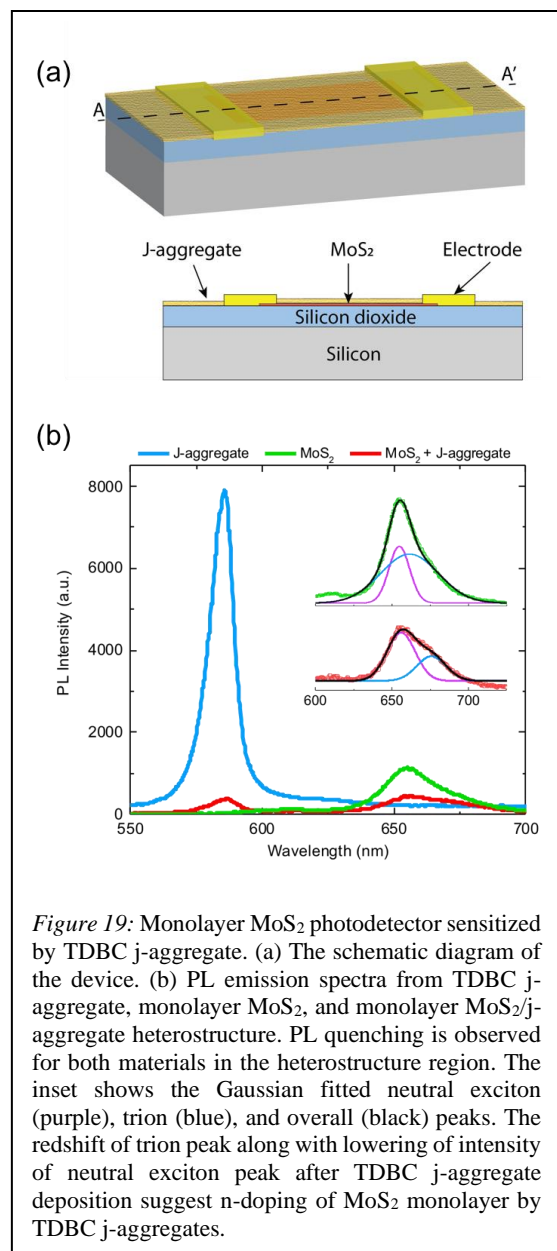 (a)
A
A'
J-aggregate
MoS₂
Electrode
Silicon dioxide
Silicon
(b)
J-aggregate MoS₂ MoS₂ + J-aggregate
8000
6000
4000
2000
0
PL Intensity (a.u.)
600 650 700
550 600 650 700
Wavelength (nm)
Figure 19: Monolayer MoS₂ photodetector sensitized
by TDBC j-aggregate. (a) The schematic diagram of
the device. (b) PL emission spectra from TDBC j-
aggregate, monolayer MoS₂, and monolayer MoS₂/j-
aggregate heterostructure. PL quenching is observed
for both materials in the heterostructure region. The
inset shows the Gaussian fitted neutral exciton
(purple), trion (blue), and overall (black) peaks. The
redshift of trion peak along with lowering of intensity
of neutral exciton peak after TDBC j-aggregate
deposition suggest n-doping of MoS₂ monolayer by
TDBC j-aggregates.